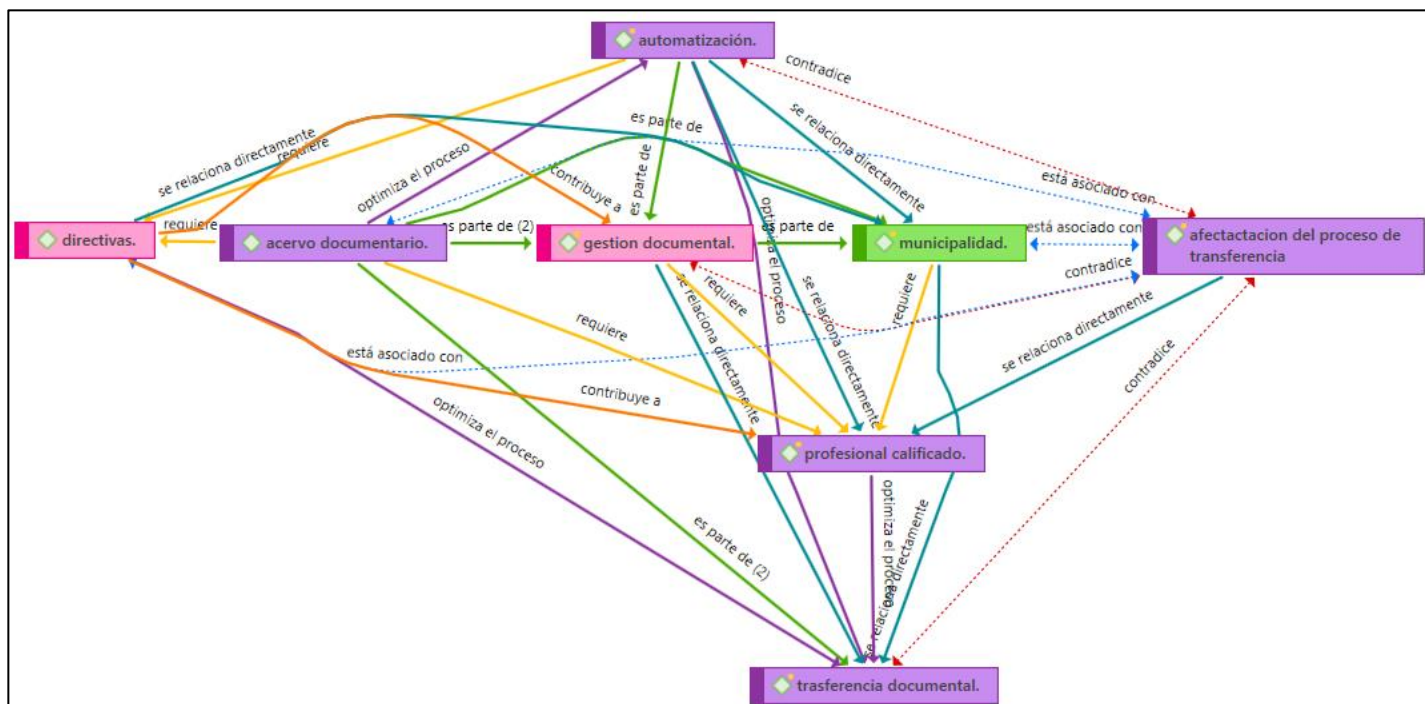 automatización.
contradice
se relaciona directamente
es parte de
se relaciona directamente
requiere
optimiza el proceso
contribuye a
es parte de
está asociado con
requiere
directivas.
acervo documentario.
es parte de (2)
gestion documental.
es parte de
municipalidad.
está asociado con
afectactacion del proceso de
transferencia
optimiza el proceso
contradice
se relaciona directamente
requiere
se relaciona directamente
requiere
requiere
se relaciona directamente
está asociado con
contradice
contribuye a
optimiza el proceso
profesional calificado.
optimiza el proceso
se relaciona directamente
es parte de (2)
trasferencia documental.